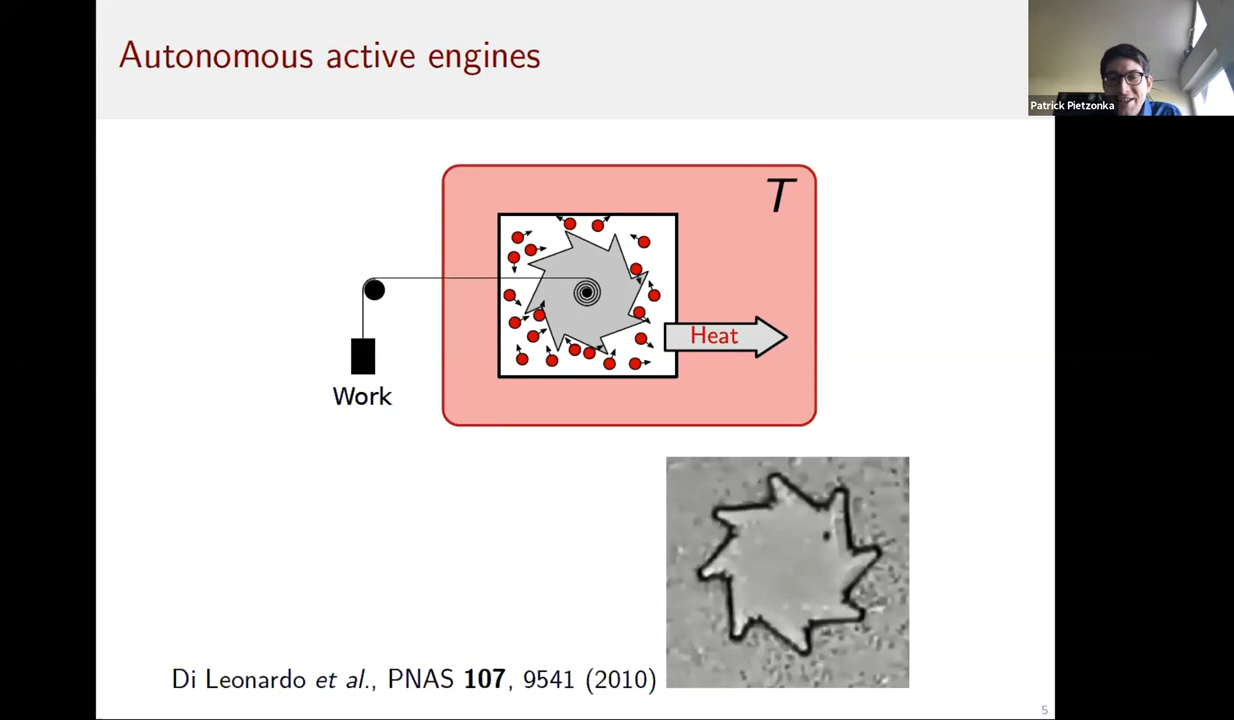 Autonomous active engines
Patrick Pietzonka
T
Heat
Work
Di Leonardo et al., PNAS 107, 9541 (2010)
5